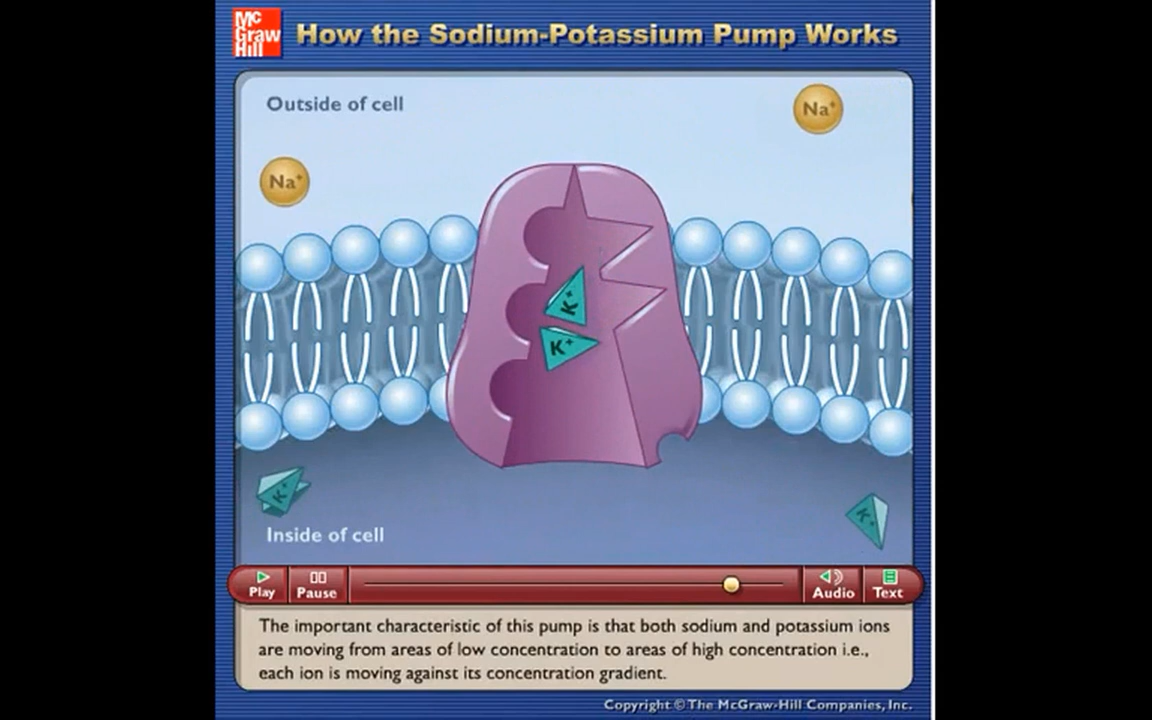 Mc
Graw
Hill
How the Sodium-Potassium Pump Works
Outside of cell
Na⁺
Na⁺
K⁺
K⁺
K⁺
K⁺
Inside of cell
Play
Pause
Audio
Text
The important characteristic of this pump is that both sodium and potassium ions
are moving from areas of low concentration to areas of high concentration i.e.,
each ion is moving against its concentration gradient.
Copyright © The McGraw-Hill Companies, Inc.